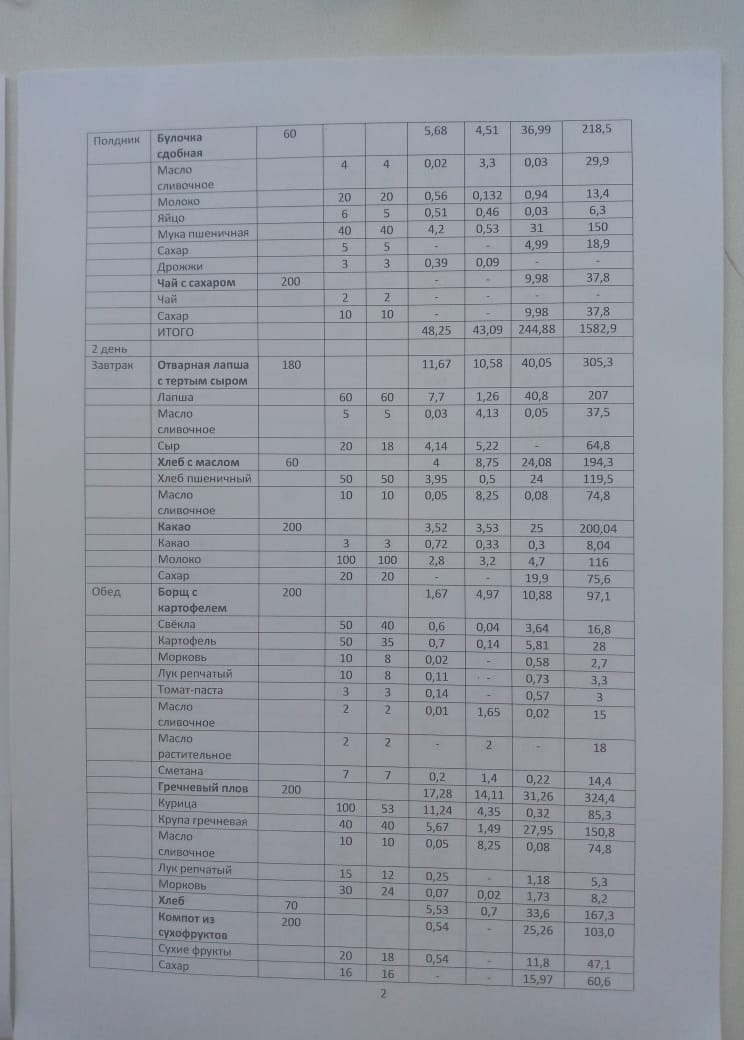 Полдник Булочка 60 5,68 4,51 36,99 218,5
сдобная
Масло 4 4 0,02 3,3 0,03 29,9
сливочное
Молоко 20 20 0,56 0,132 0,94 13,4
Яйцо 6 5 0,51 0,46 0,03 6,3
Мука пшеничная 40 40 4,2 0,53 31 150
Сахар 5 5 - - 4,99 18,9
Дрожжи 3 3 0,39 0,09 - -
Чай с сахаром 200 - - 9,98 37,8
Чай 2 2 - - - -
Сахар 10 10 - - 9,98 37,8
ИТОГО 48,25 43,09 244,88 1582,9
2 день
Завтрак Отварная лапша 180 11,67 10,58 40,05 305,3
с тертым сыром
Лапша 60 60 7,7 1,26 40,8 207
Масло 5 5 0,03 4,13 0,05 37,5
сливочное
Сыр 20 18 4,14 5,22 - 64,8
Хлеб с маслом 60 4 8,75 24,08 194,3
Хлеб пшеничный 50 50 3,95 0,5 24 119,5
Масло 10 10 0,05 8,25 0,08 74,8
сливочное
Какао 200 3,52 3,53 25 200,04
Какао 3 3 0,72 0,33 0,3 8,04
Молоко 100 100 2,8 3,2 4,7 116
Сахар 20 20 - - 19,9 75,6
Обед Борщ с 200 1,67 4,97 10,88 97,1
картофелем
Свёкла 50 40 0,6 0,04 3,64 16,8
Картофель 50 35 0,7 0,14 5,81 28
Морковь 10 8 0,02 - 0,58 2,7
Лук репчатый 10 8 0,11 - 0,73 3,3
Томат-паста 3 3 0,14 - 0,57 3
Масло 2 2 0,01 1,65 0,02 15
сливочное
Масло 2 2 - 2 - 18
растительное
Сметана 7 7 0,2 1,4 0,22 14,4
Гречневый плов 200 17,28 14,11 31,26 324,4
Курица 100 53 11,24 4,35 0,32 85,3
Крупа гречневая 40 40 5,67 1,49 27,95 150,8
Масло 10 10 0,05 8,25 0,08 74,8
сливочное
Лук репчатый 15 12 0,25 - 1,18 5,3
Морковь 30 24 0,07 0,02 1,73 8,2
Хлеб 70 5,53 0,7 33,6 167,3
Компот из 200 0,54 - 25,26 103,0
сухофруктов
Сухие фрукты 20 18 0,54 - 11,8 47,1
Сахар 16 16 - - 15,97 60,6
2